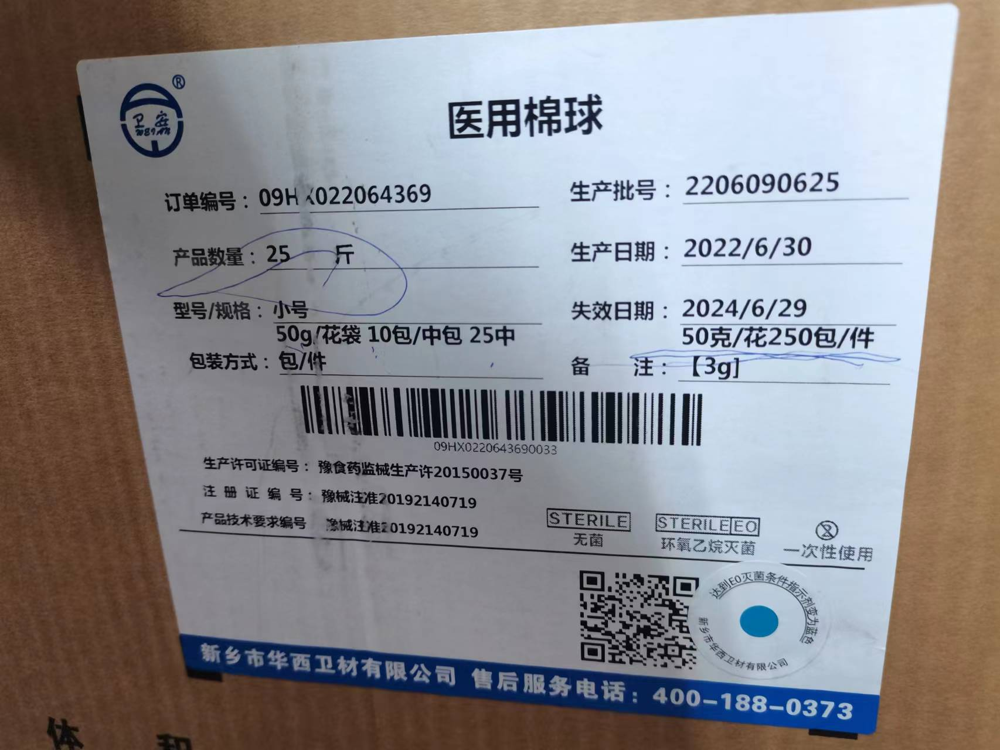 卫安
WEIAN
®
医用棉球
订单编号：09HX022064369
生产批号：2206090625
产品数量：25 斤
生产日期：2022/6/30
型号/规格：小号
失效日期：2024/6/29
50g/花袋 10包/中包 25中
包装方式：包/件
50克/花250包/件
备 注：【3g]
09HX0220643690033
生产许可证编号：豫食药监械生产许20150037号
注 册 证 编 号：豫械注准20192140719
产品技术要求编号 豫械注准20192140719
STERILE
无菌
STERILE EO
环氧乙烷灭菌
2
一次性使用
达到EO灭菌条件指示剂变为蓝色
新乡市华西卫材有限公司
新乡市华西卫材有限公司 售后服务电话：400-188-0373
体 积